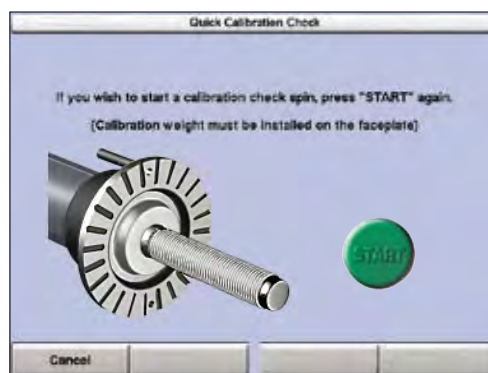 Quick Calibration Check
If you wish to start a calibration check spin, press "START" again.
(Calibration weight must be installed on the faceplate)
START
Cancel